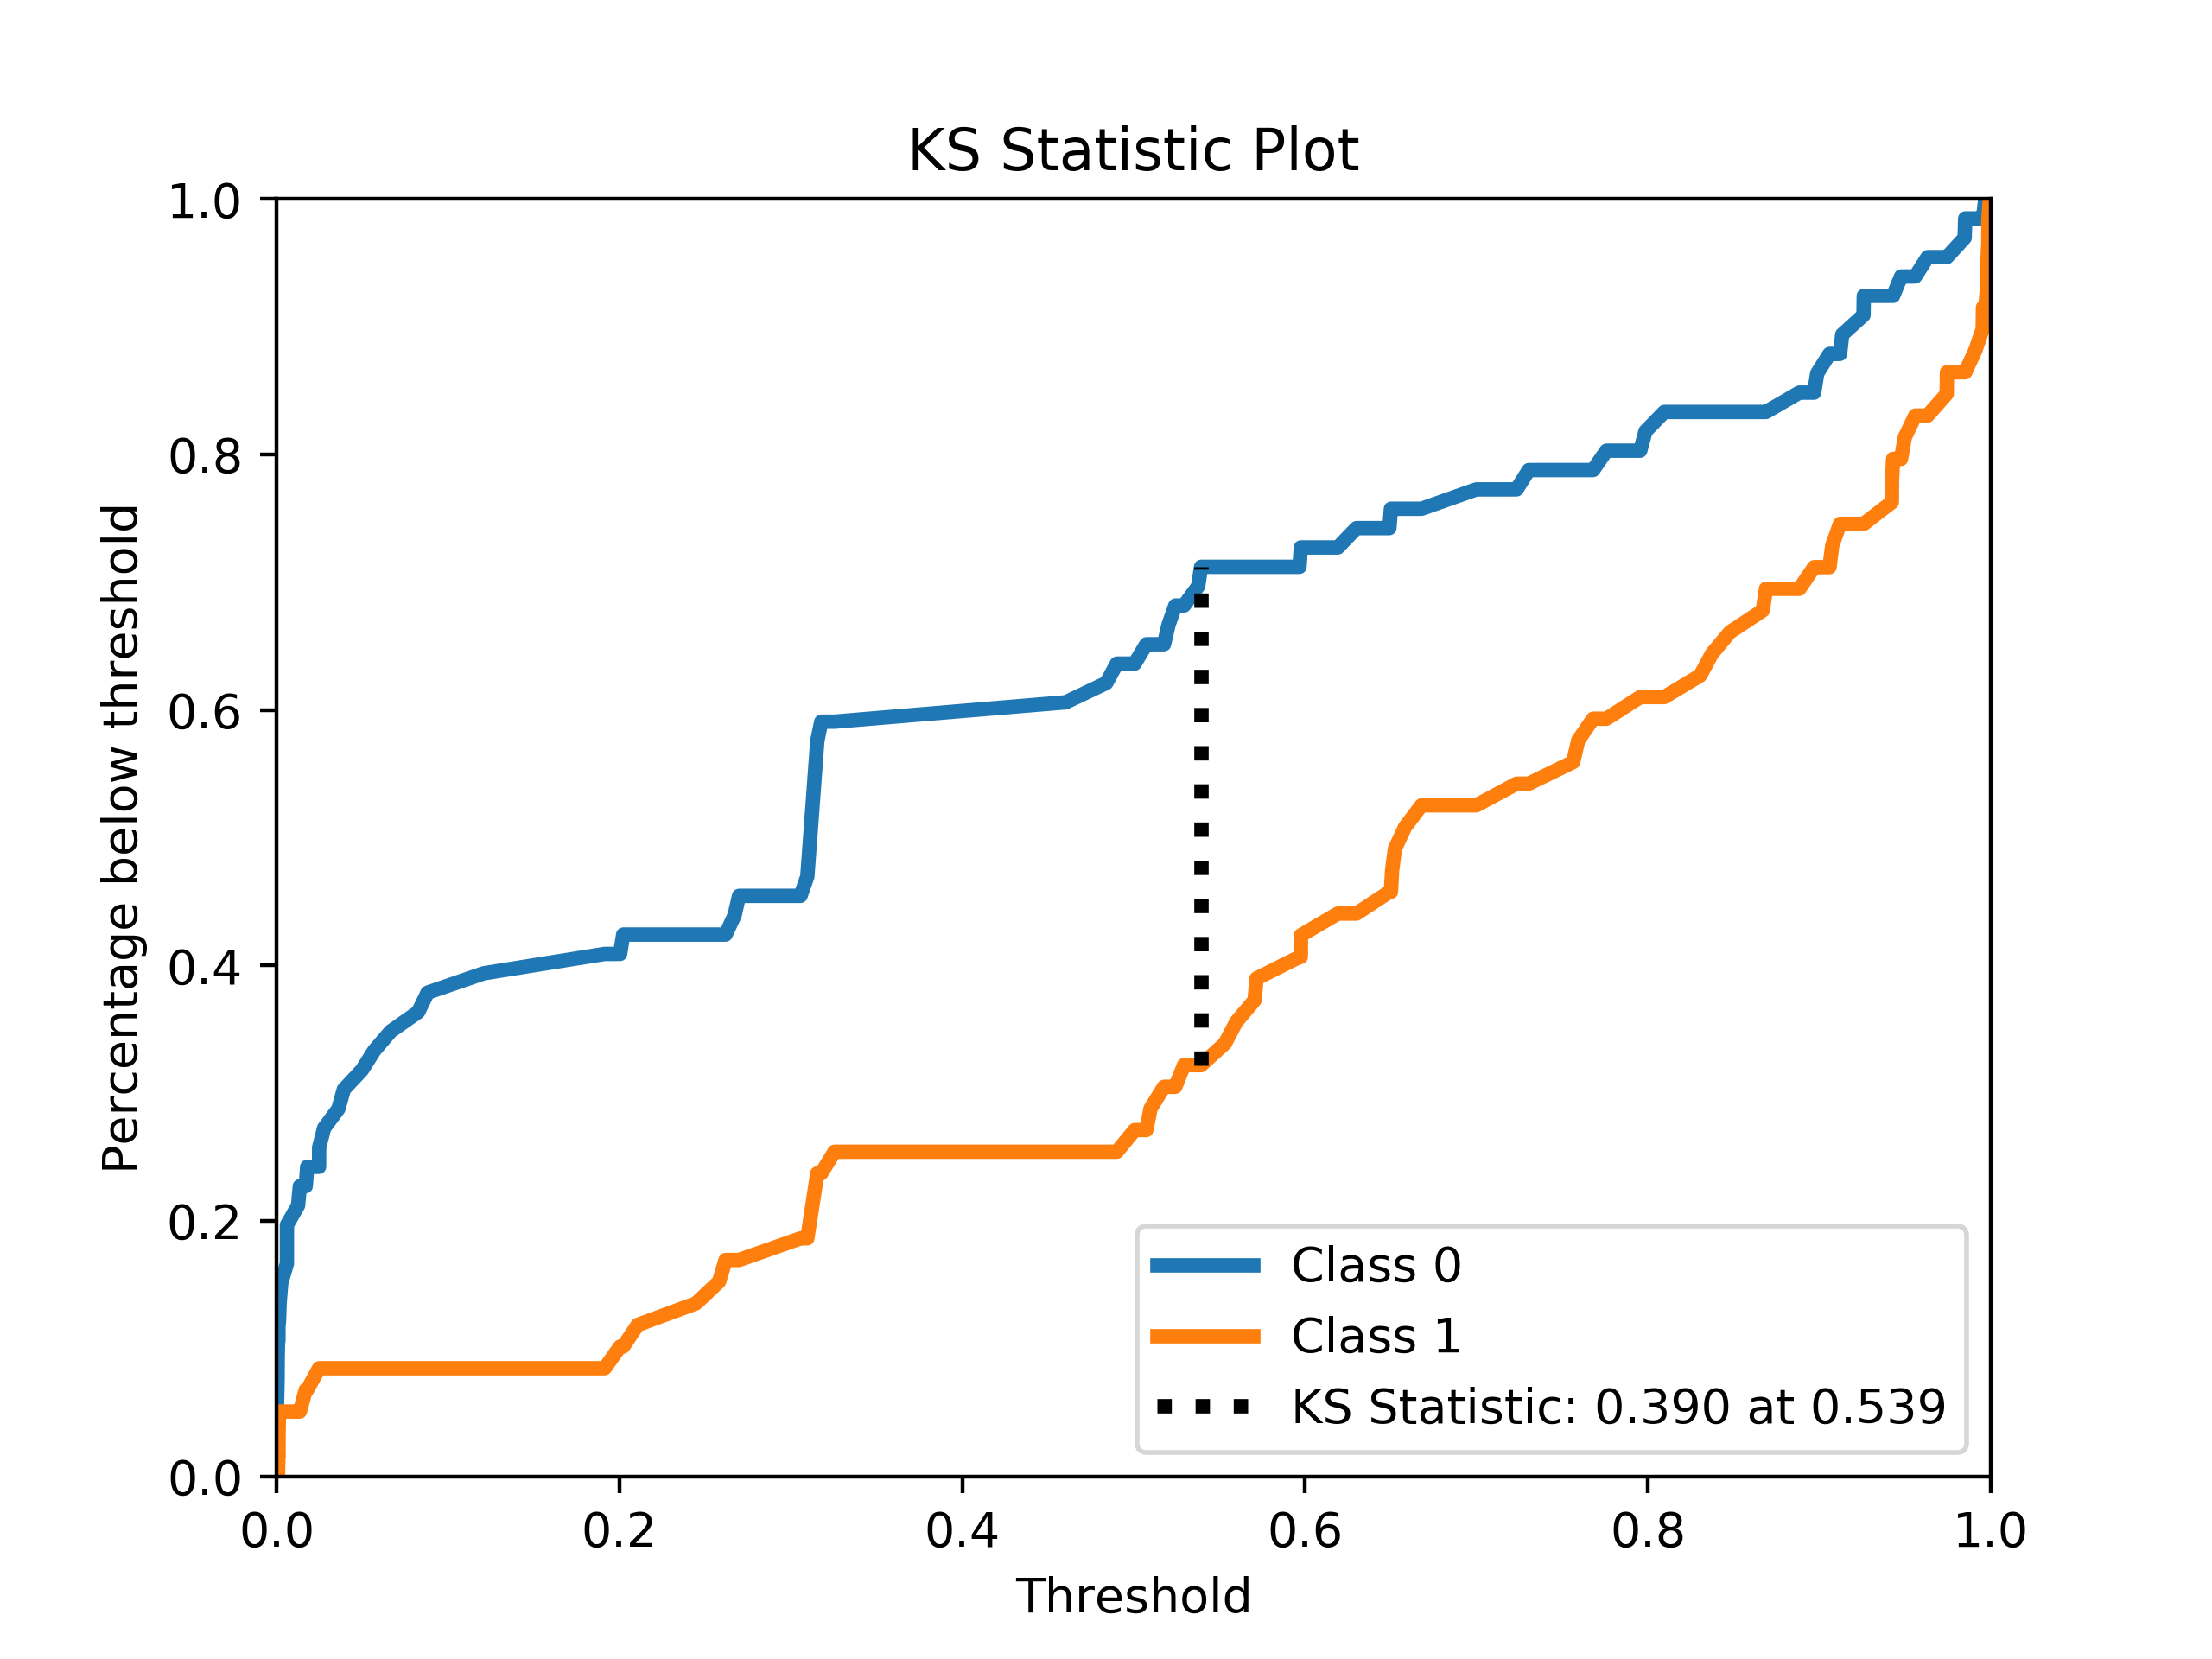 KS Statistic Plot
1.0
0.8
0.6
0.4
0.2
0.0
Percentage below threshold
Class 0
Class 1
KS Statistic: 0.390 at 0.539
0.0 0.2 0.4 0.6 0.8 1.0
Threshold